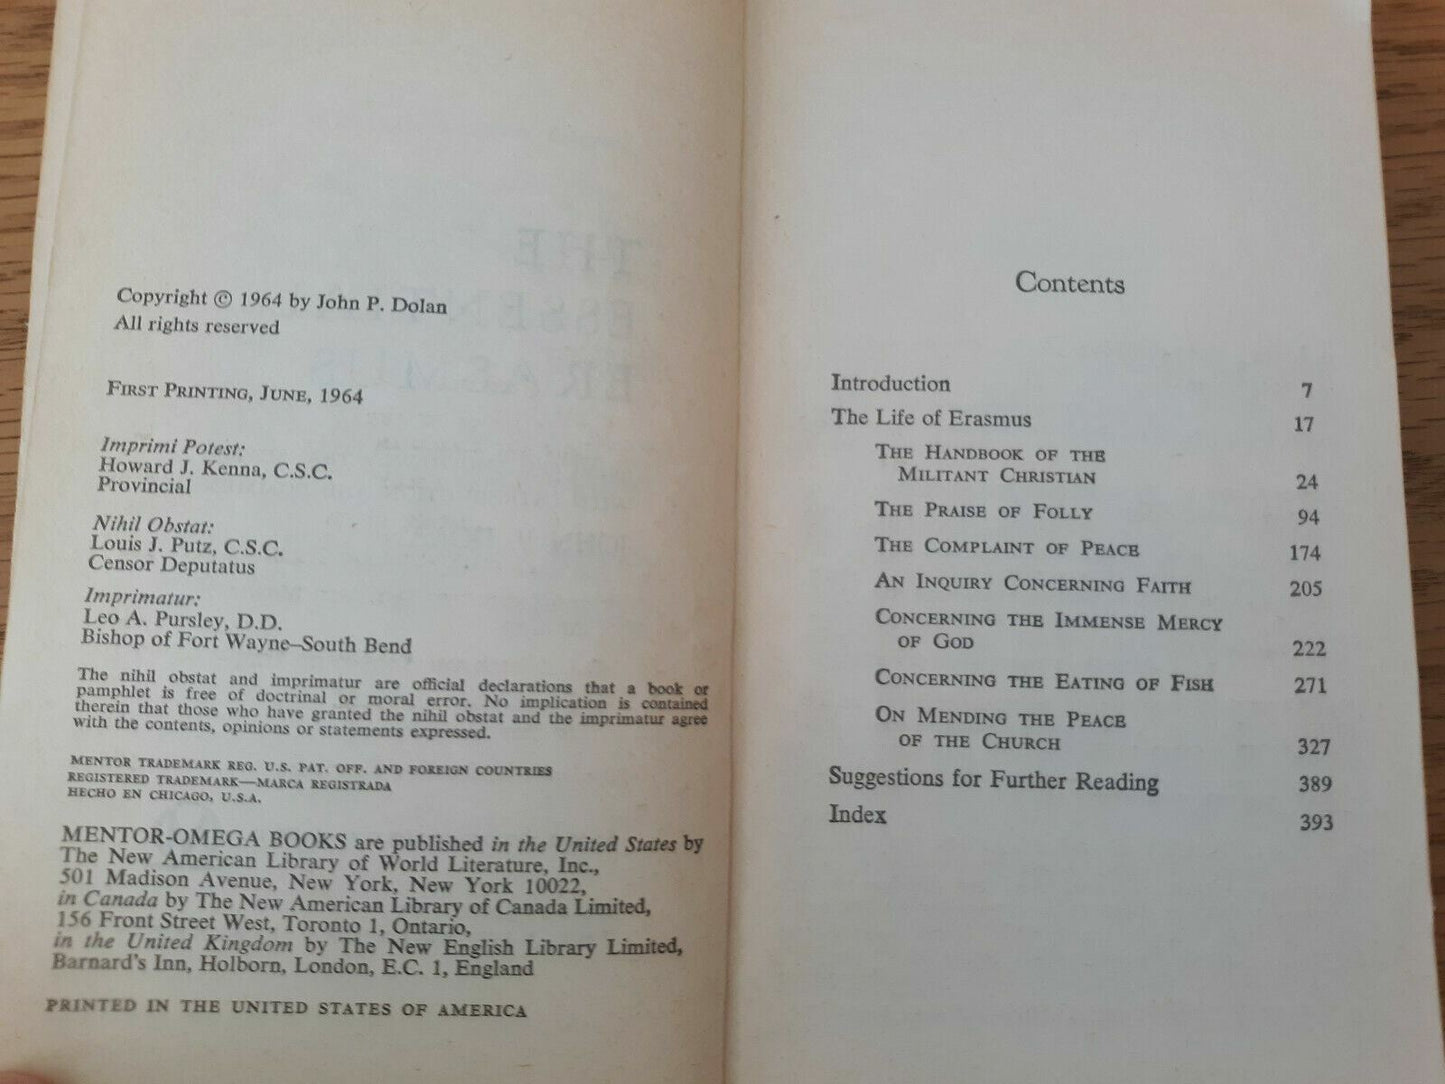 Copyright © 1964 by John P. Dolan
All rights reserved
FIRST PRINTING, JUNE, 1964
Imprimi Potest:
Howard J. Kenna, C.S.C.
Provincial
Nihil Obstat:
Louis J. Putz, C.S.C.
Censor Deputatus
Imprimatur:
Leo A. Pursley, D.D.
Bishop of Fort Wayne–South Bend
The nihil obstat and imprimatur are official declarations that a book or
pamphlet is free of doctrinal or moral error. No implication is contained
therein that those who have granted the nihil obstat and the imprimatur agree
with the contents, opinions or statements expressed.
MENTOR TRADEMARK REG. U.S. PAT. OFF. AND FOREIGN COUNTRIES
REGISTERED TRADEMARK—MARCA REGISTRADA
HECHO EN CHICAGO, U.S.A.
MENTOR-OMEGA BOOKS are published in the United States by
The New American Library of World Literature, Inc.,
501 Madison Avenue, New York, New York 10022,
in Canada by The New American Library of Canada Limited,
156 Front Street West, Toronto 1, Ontario,
in the United Kingdom by The New English Library Limited,
Barnard's Inn, Holborn, London, E.C. 1, England
PRINTED IN THE UNITED STATES OF AMERICA
Contents
Introduction 7
The Life of Erasmus 17
THE HANDBOOK OF THE
MILITANT CHRISTIAN 24
THE PRAISE OF FOLLY 94
THE COMPLAINT OF PEACE 174
AN INQUIRY CONCERNING FAITH 205
CONCERNING THE IMMENSE MERCY
OF GOD 222
CONCERNING THE EATING OF FISH 271
ON MENDING THE PEACE
OF THE CHURCH 327
Suggestions for Further Reading 389
Index 393